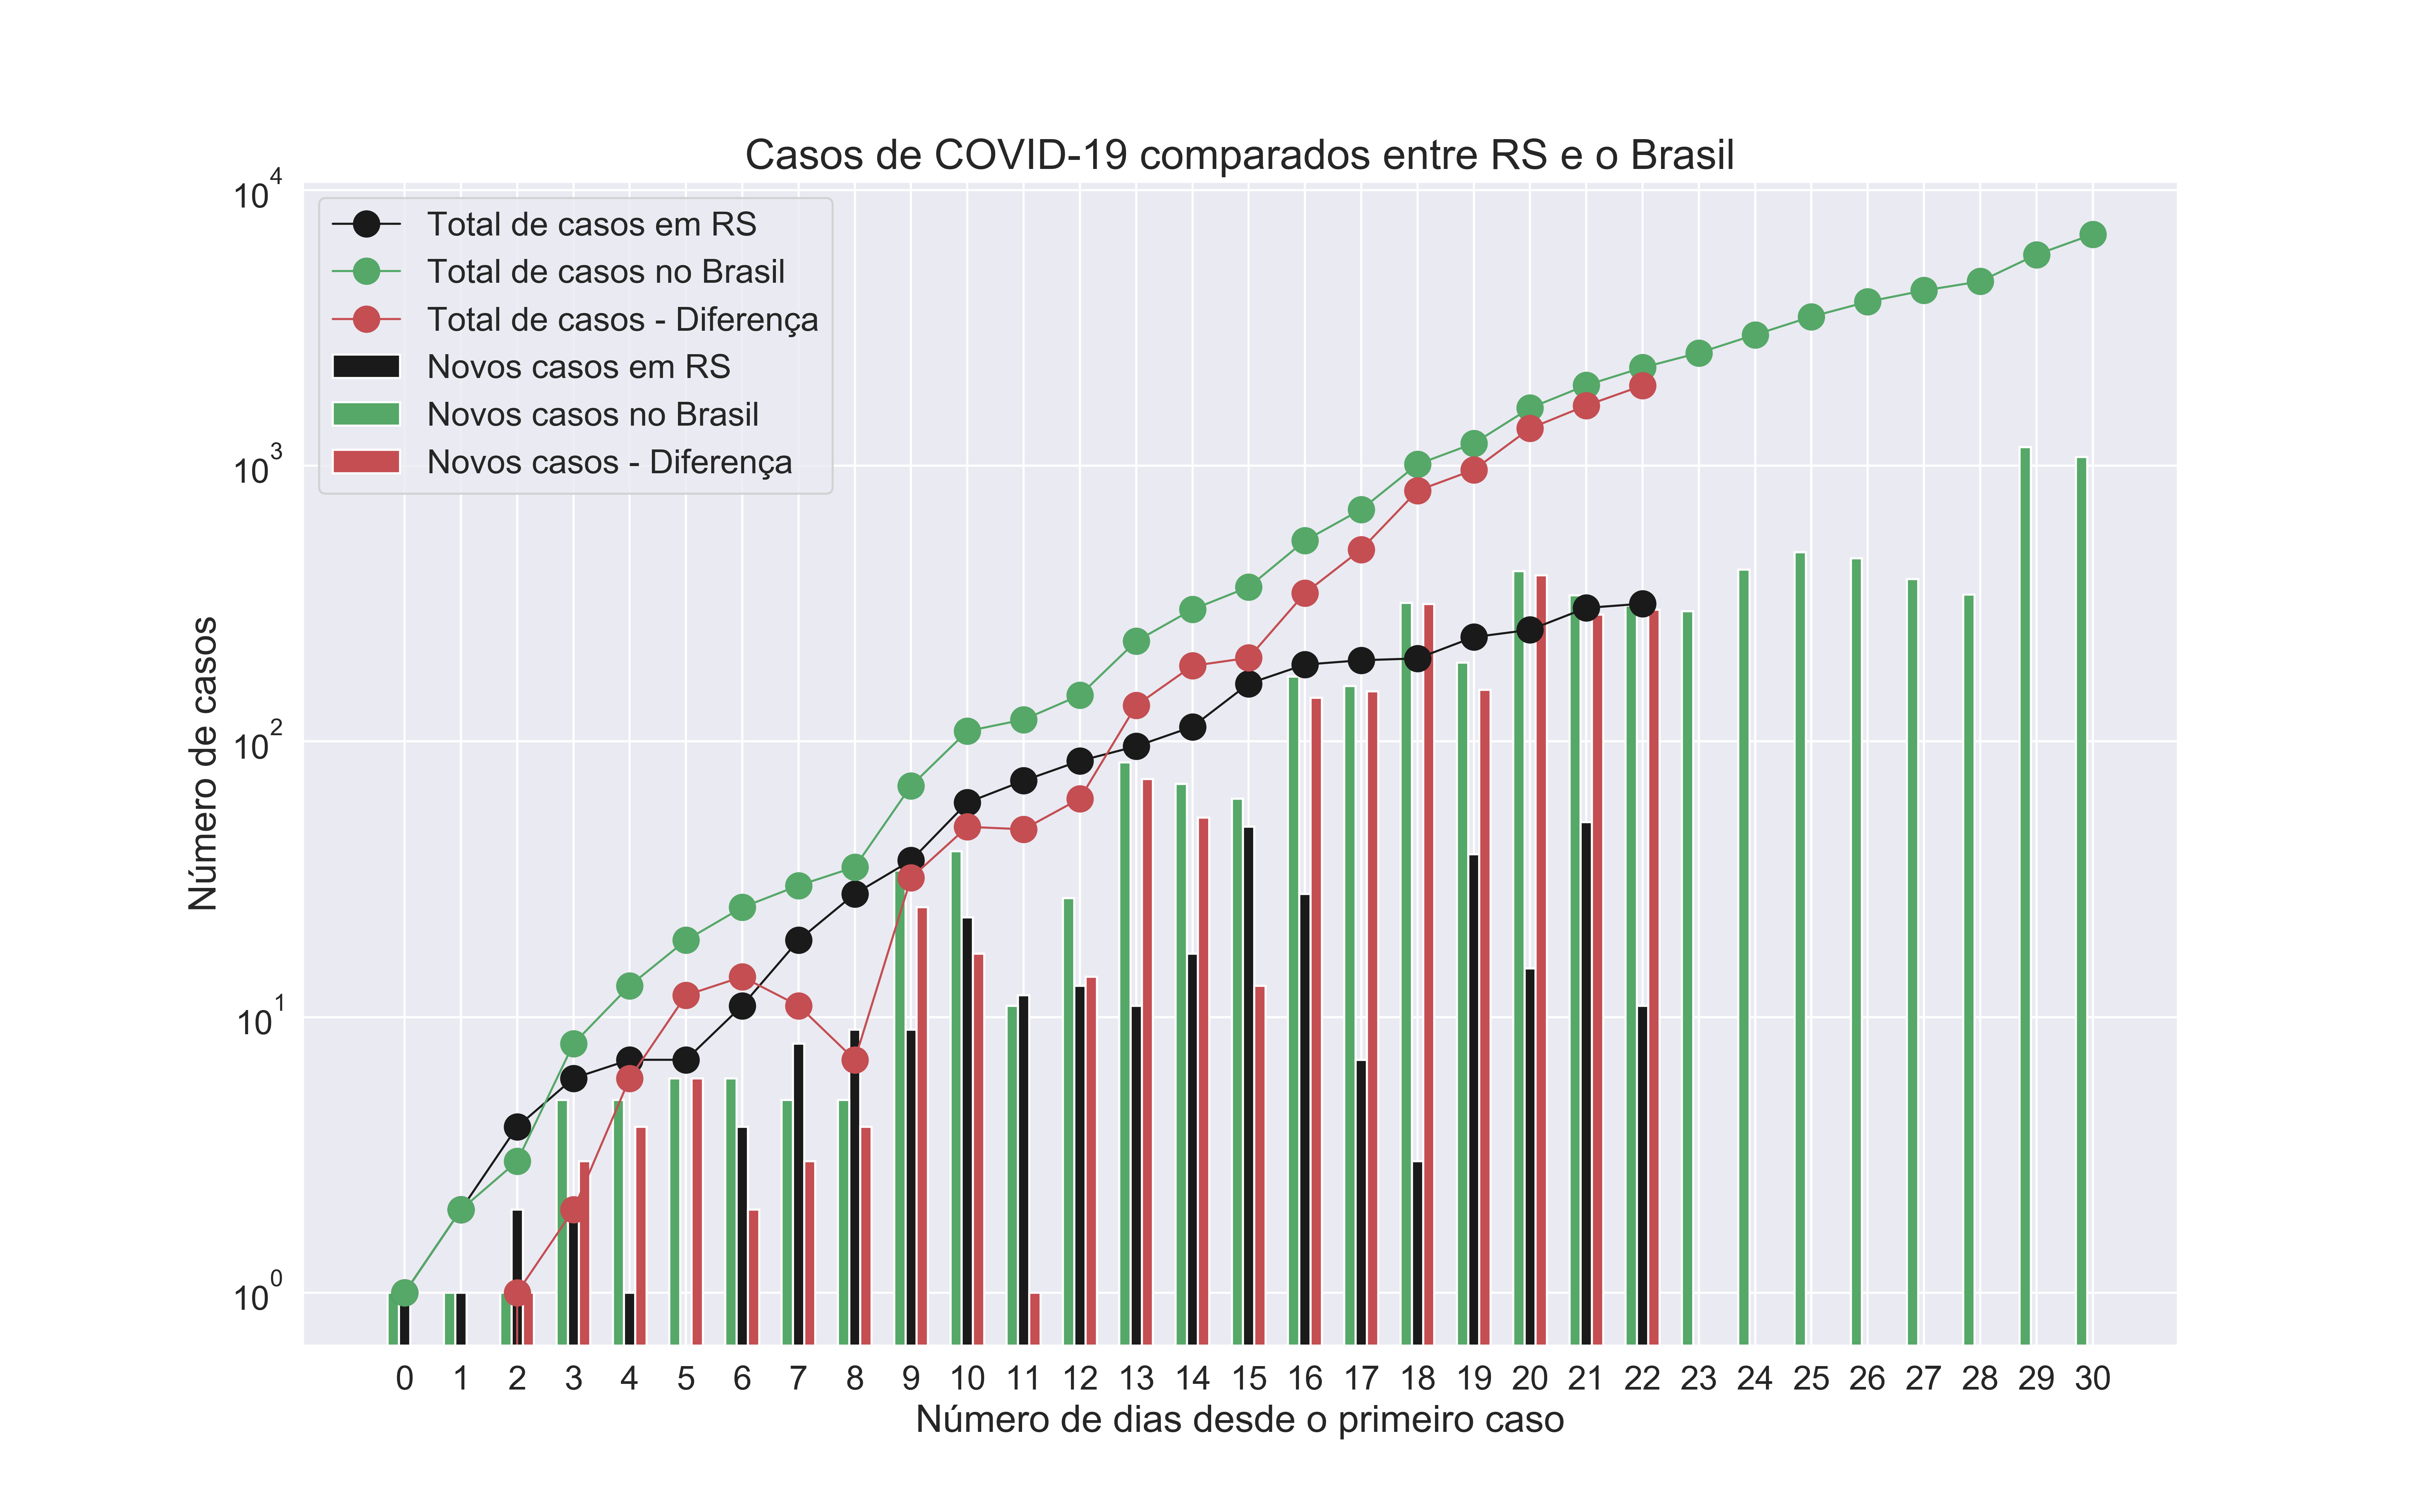 Casos de COVID-19 comparados entre RS e o Brasil
Total de casos em RS
Total de casos no Brasil
Total de casos - Diferença
Novos casos em RS
Novos casos no Brasil
Novos casos - Diferença
10^4
10^3
10^2
10^1
10^0
Número de casos
0 1 2 3 4 5 6 7 8 9 10 11 12 13 14 15 16 17 18 19 20 21 22 23 24 25 26 27 28 29 30
Número de dias desde o primeiro caso